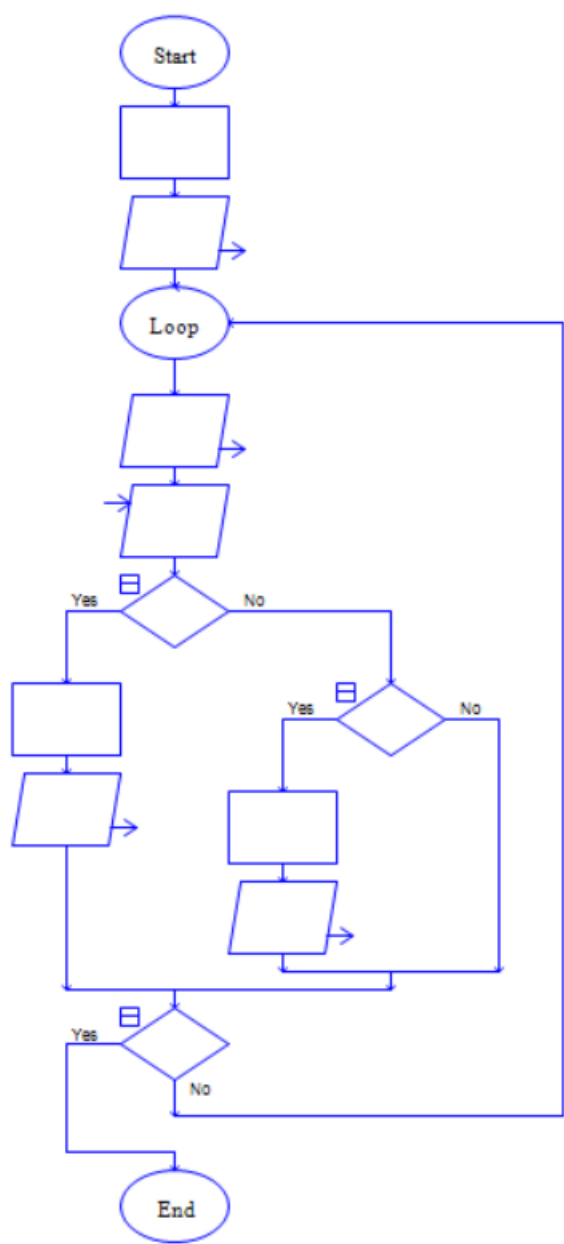 Start
Loop
Yes
No
Yes
No
Yes
No
End